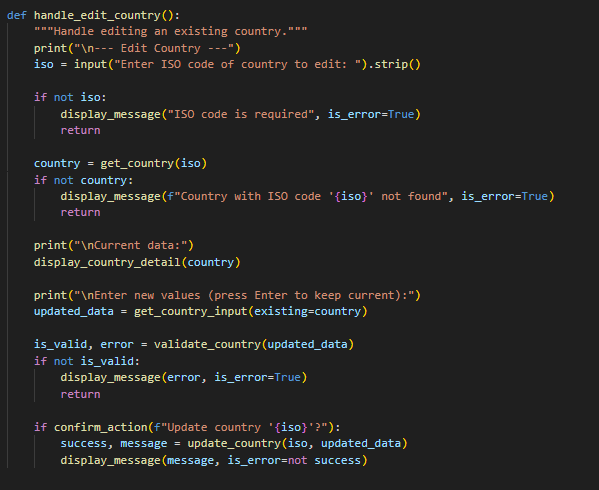 def handle_edit_country():
    """Handle editing an existing country."""
    print("\n--- Edit Country ---")
    iso = input("Enter ISO code of country to edit: ").strip()

    if not iso:
        display_message("ISO code is required", is_error=True)
        return

    country = get_country(iso)
    if not country:
        display_message(f"Country with ISO code '{iso}' not found", is_error=True)
        return

    print("\nCurrent data:")
    display_country_detail(country)

    print("\nEnter new values (press Enter to keep current):")
    updated_data = get_country_input(existing=country)

    is_valid, error = validate_country(updated_data)
    if not is_valid:
        display_message(error, is_error=True)
        return

    if confirm_action(f"Update country '{iso}'?"):
        success, message = update_country(iso, updated_data)
        display_message(message, is_error=not success)